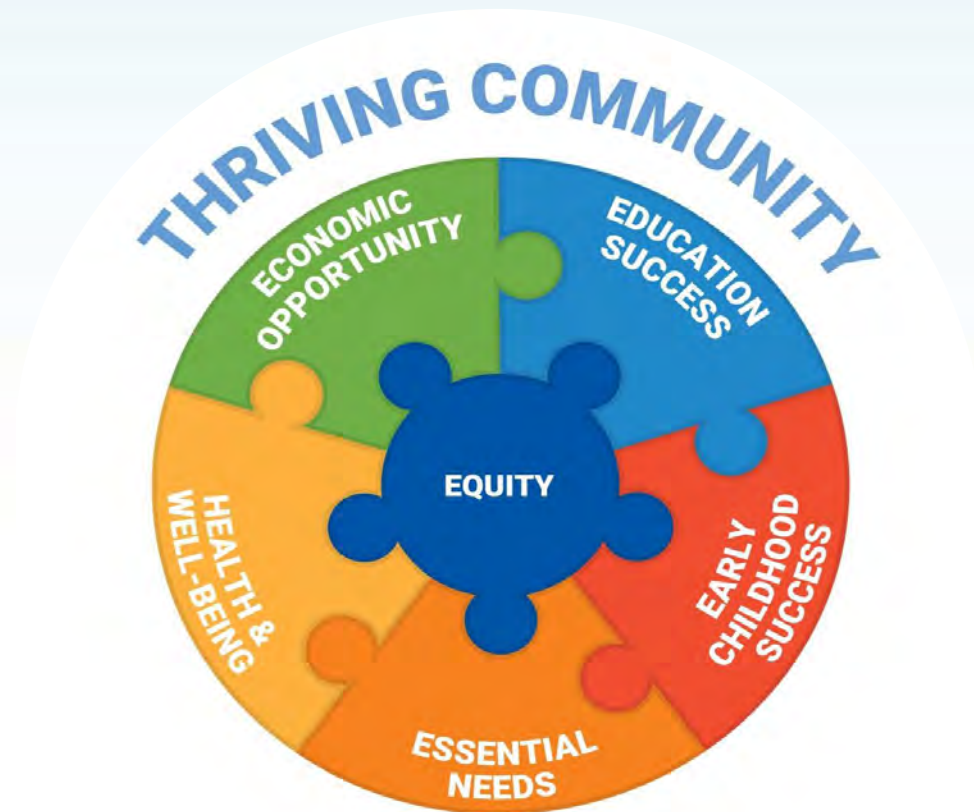 THRIVING COMMUNITY
ECONOMIC
OPPORTUNITY
EDUCATION
SUCCESS
EQUITY
HEALTH &
WELL-BEING
EARLY
CHILDHOOD
SUCCESS
ESSENTIAL
NEEDS